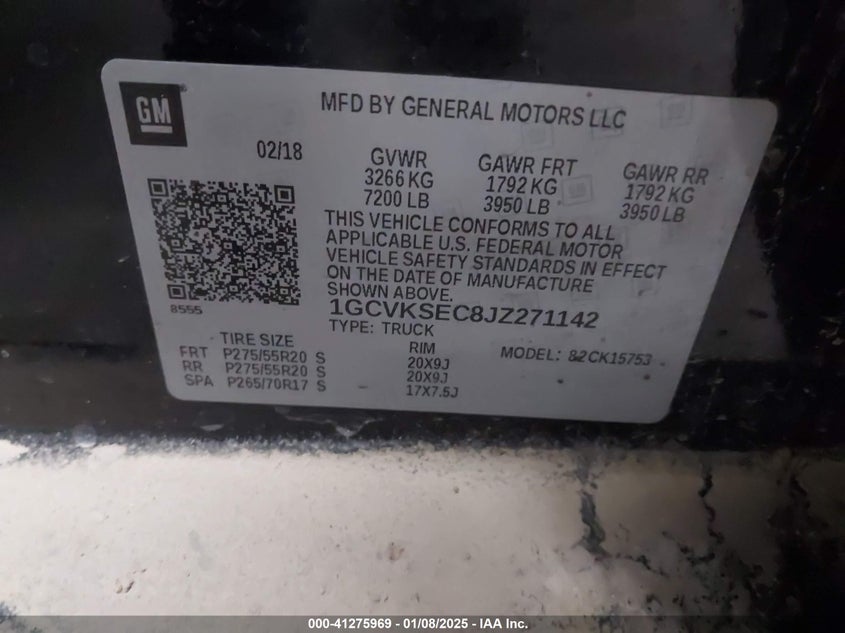 GM
MFD BY GENERAL MOTORS LLC
02/18
GVWR GAWR FRT GAWR RR
3266 KG 1792 KG 1792 KG
7200 LB 3950 LB 3950 LB
THIS VEHICLE CONFORMS TO ALL
APPLICABLE U.S. FEDERAL MOTOR
VEHICLE SAFETY STANDARDS IN EFFECT
ON THE DATE OF MANUFACTURE
SHOWN ABOVE.
8555
1GCVKSEC8JZ271142
TYPE: TRUCK
TIRE SIZE RIM MODEL: 82CK15753
FRT P275/55R20 S 20X9J
RR P275/55R20 S 20X9J
SPA P265/70R17 S 17X7.5J
000-41275969 | 01/08/2025 | IAA Inc.